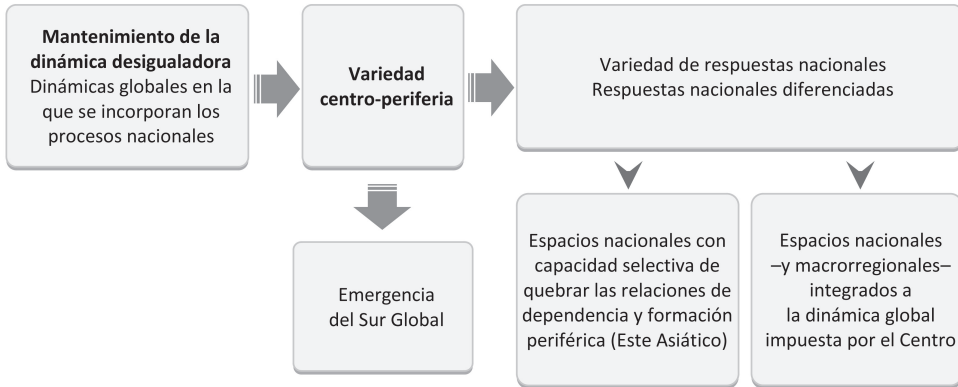 Mantenimiento de la
dinámica desigualadora
Dinámicas globales en la
que se incorporan los
procesos nacionales
Variedad
centro-periferia
Variedad de respuestas nacionales
Respuestas nacionales diferenciadas
Emergencia
del Sur Global
Espacios nacionales con
capacidad selectiva de
quebrar las relaciones de
dependencia y formación
periférica (Este Asiático)
Espacios nacionales
–y macrorregionales–
integrados a
la dinámica global
impuesta por el Centro